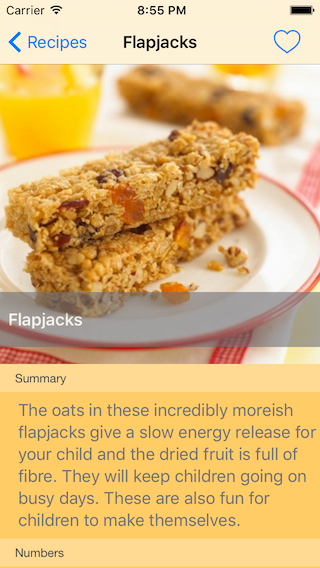 Carrier 8:55 PM
Recipes Flapjacks
Flapjacks
Summary
The oats in these incredibly moreish
flapjacks give a slow energy release for
your child and the dried fruit is full of
fibre. They will keep children going on
busy days. These are also fun for
children to make themselves.
Numbers